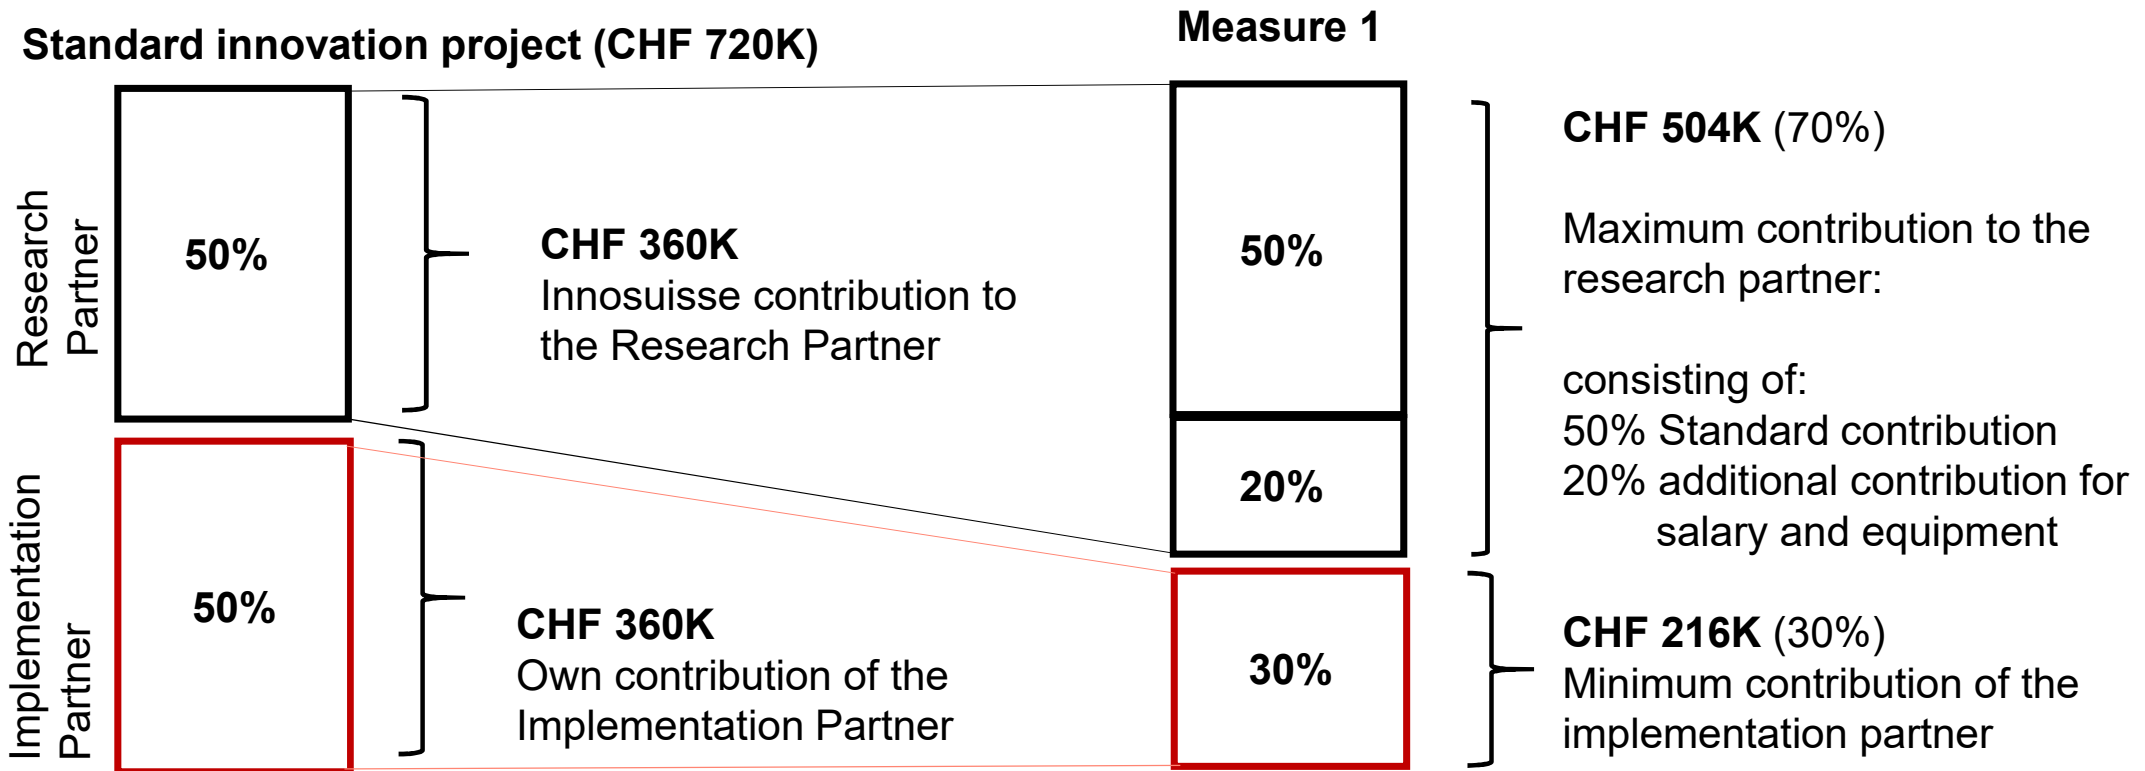 Standard innovation project (CHF 720K)
Measure 1
Research
Partner
50%
CHF 360K
Innosuisse contribution to
the Research Partner
50%
20%
CHF 504K (70%)
Maximum contribution to the
research partner:
consisting of:
50% Standard contribution
20% additional contribution for
salary and equipment
Implementation
Partner
50%
CHF 360K
Own contribution of the
Implementation Partner
30%
CHF 216K (30%)
Minimum contribution of the
implementation partner